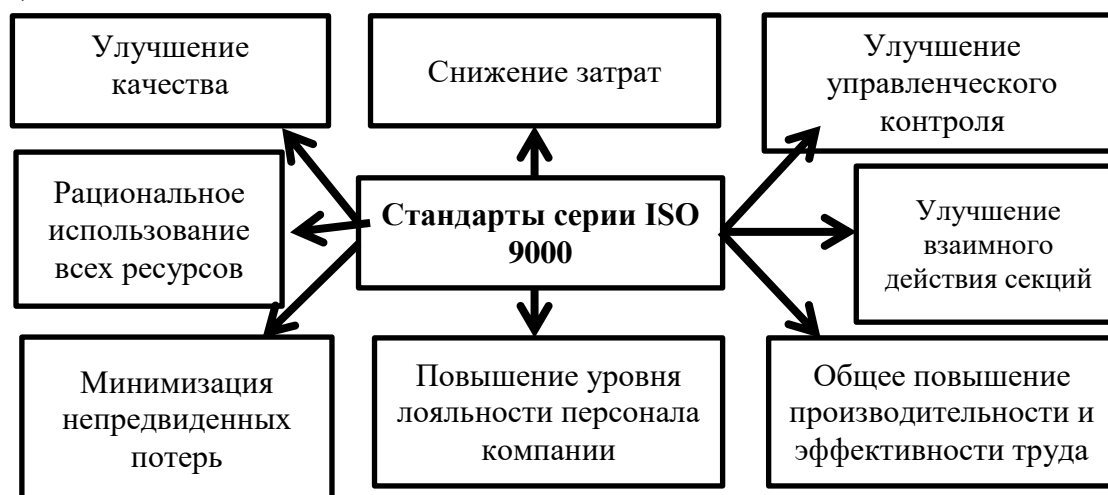 Улучшение
качества
Снижение затрат
Улучшение
управленческого
контроля
Рациональное
использование
всех ресурсов
Стандарты серии ISO
9000
Улучшение
взаимного
действия секций
Минимизация
непредвиденных
потерь
Повышение уровня
лояльности персонала
компании
Общее повышение
производительности и
эффективности труда